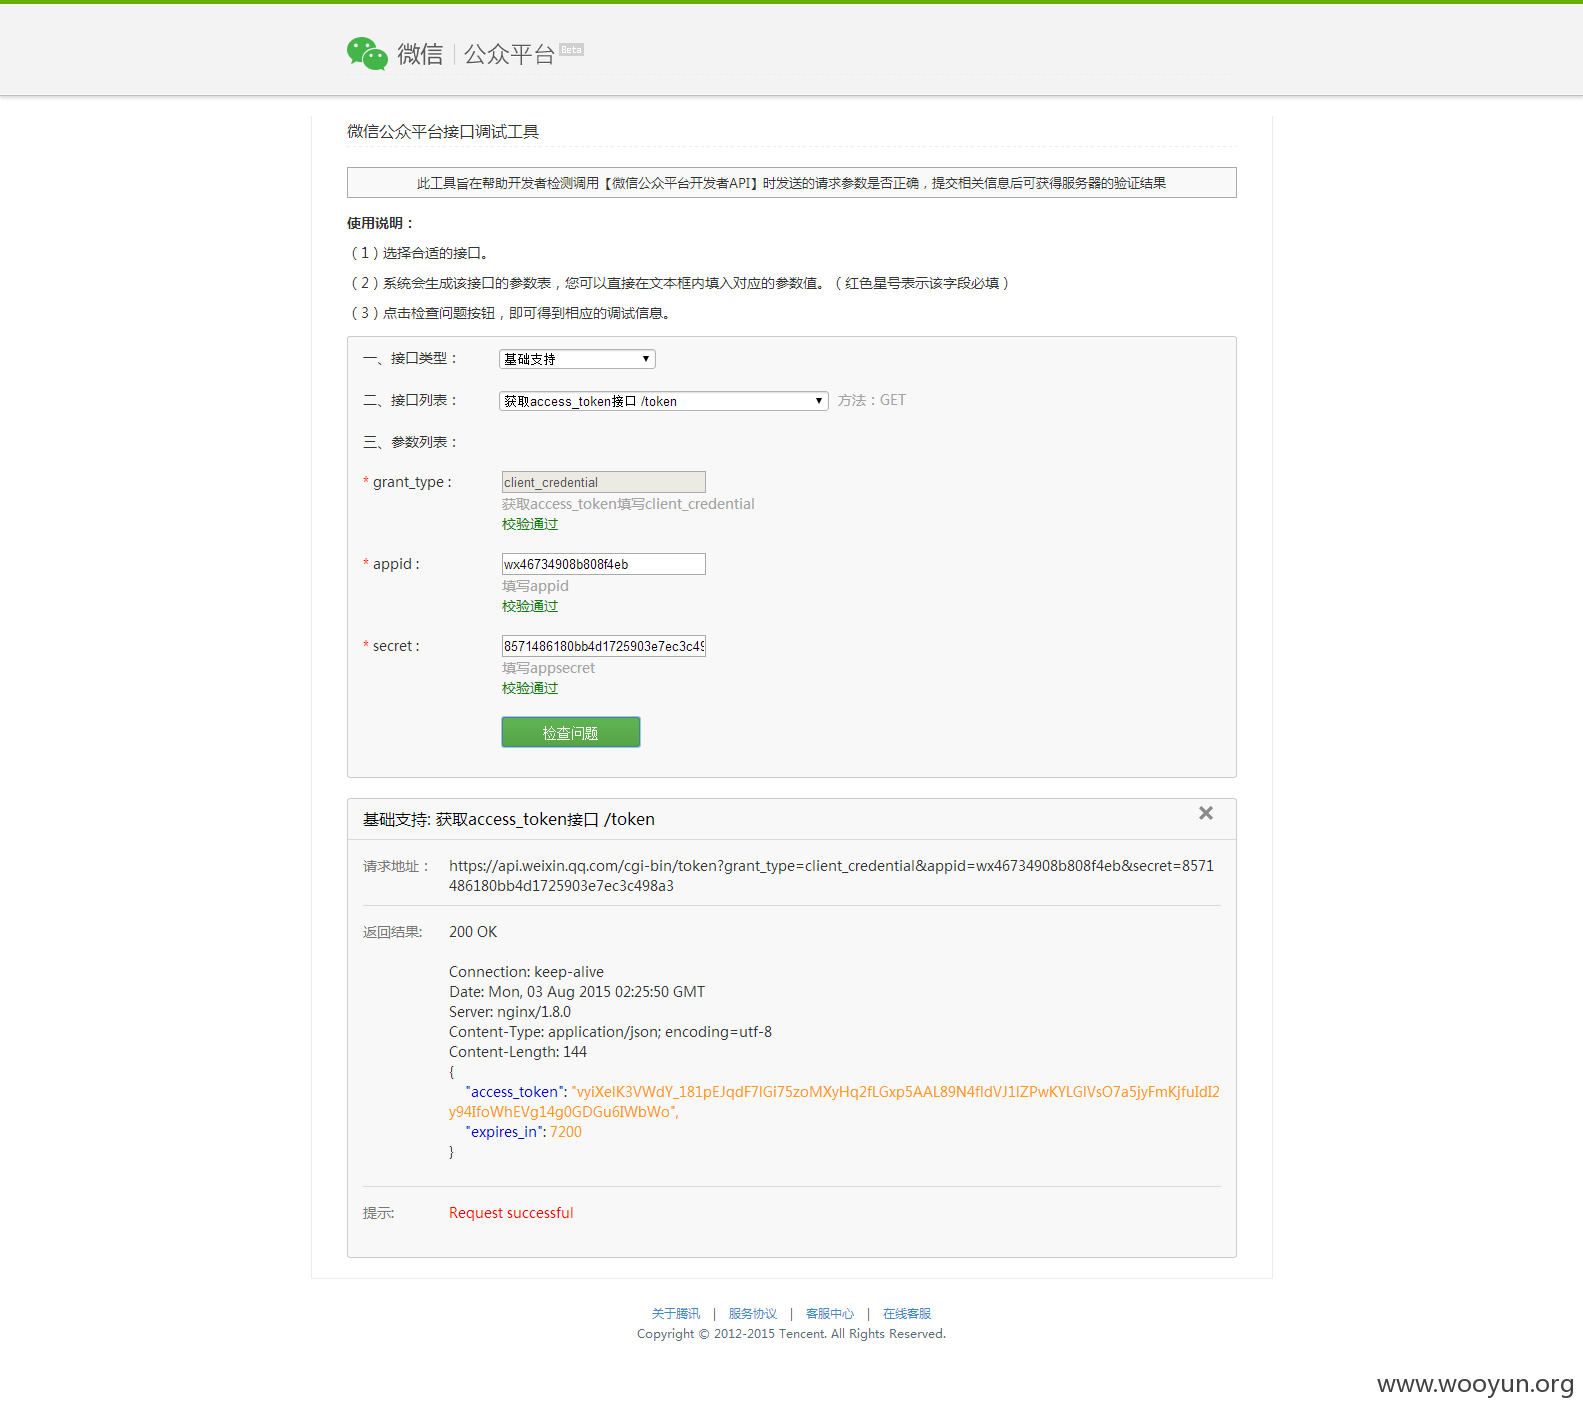 微信 公众平台 Beta
微信公众平台接口调试工具
此工具旨在帮助开发者检测调用【微信公众平台开发者API】时发送的请求参数是否正确，提交相关信息后可获得服务器的验证结果
使用说明：
（1）选择合适的接口。
（2）系统会生成该接口的参数表，您可以直接在文本框内填入对应的参数值。（红色星号表示该字段必填）
（3）点击检查问题按钮，即可得到相应的调试信息。
一、接口类型： 基础支持
二、接口列表： 获取access_token接口 /token 方法：GET
三、参数列表：
* grant_type : client_credential
获取access_token填写client_credential
校验通过
* appid : wx46734908b808f4eb
填写appid
校验通过
* secret : 8571486180bb4d1725903e7ec3c49
填写appsecret
校验通过
检查问题
基础支持: 获取access_token接口 /token
请求地址： https://api.weixin.qq.com/cgi-bin/token?grant_type=client_credential&appid=wx46734908b808f4eb&secret=8571
486180bb4d1725903e7ec3c498a3
返回结果: 200 OK
Connection: keep-alive
Date: Mon, 03 Aug 2015 02:25:50 GMT
Server: nginx/1.8.0
Content-Type: application/json; encoding=utf-8
Content-Length: 144
{
"access_token":
"expires_in": 7200
}
提示: Request successful
关于腾讯 | 服务协议 | 客服中心 | 在线客服
Copyright © 2012-2015 Tencent. All Rights Reserved.
www.wooyun.org